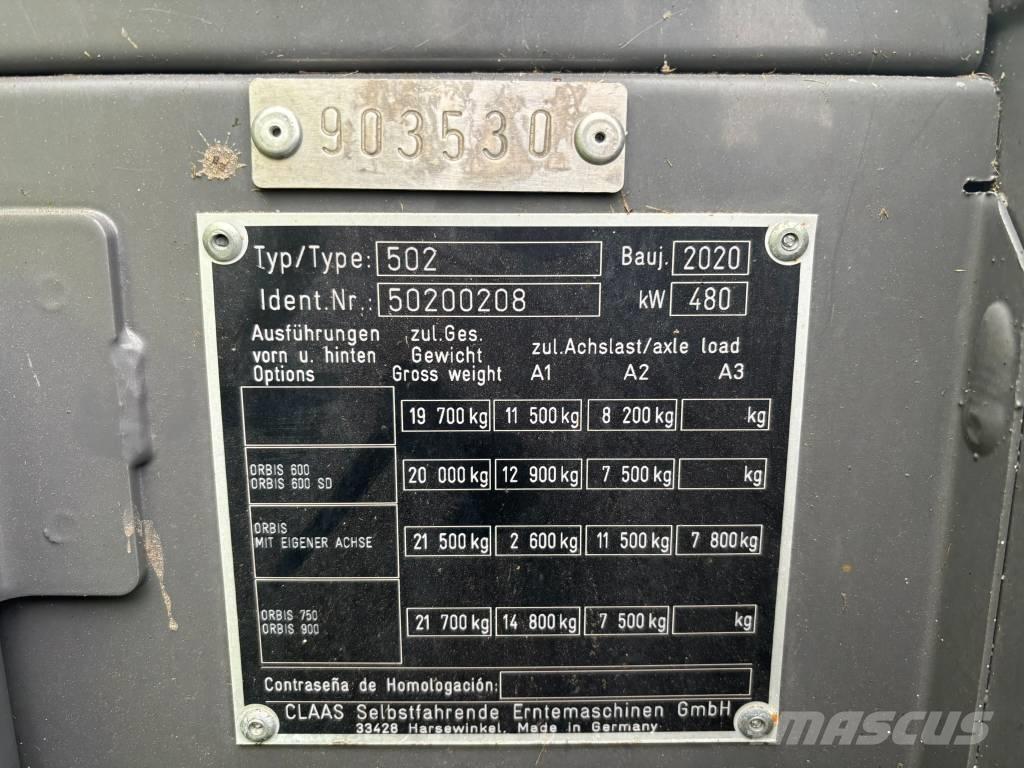 903530
Typ/Type: 502 Bauj. 2020
Ident.Nr.: 50200208 kW 480
Ausführungen zul.Ges.
vorn u. hinten Gewicht zul.Achslast/axle load
Options Gross weight A1 A2 A3
19 700 kg 11 500 kg 8 200 kg kg
ORBIS 600
ORBIS 600 SD 20 000 kg 12 900 kg 7 500 kg kg
ORBIS
MIT EIGENER ACHSE 21 500 kg 2 600 kg 11 500 kg 7 800 kg
ORBIS 750
ORBIS 900 21 700 kg 14 800 kg 7 500 kg kg
Contraseña de Homologación:
CLAAS Selbstfahrende Erntemaschinen GmbH
33428 Harsewinkel, Made in Germany
MASCUS